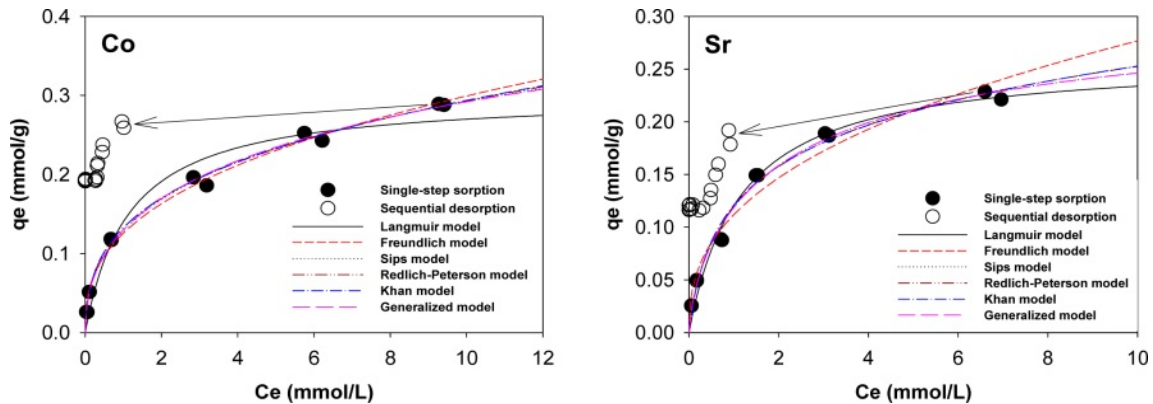 Co
0.4
0.3
0.2
0.1
0.0
qe (mmol/g)
Single-step sorption
Sequential desorption
Langmuir model
Freundlich model
Sips model
Redlich-Peterson model
Khan model
Generalized model
0 2 4 6 8 10 12
Ce (mmol/L)
Sr
0.30
0.25
0.20
0.15
0.10
0.05
0.00
qe (mmol/g)
Single-step sorption
Sequential desorption
Langmuir model
Freundlich model
Sips model
Redlich-Peterson model
Khan model
Generalized model
0 2 4 6 8 10
Ce (mmol/L)